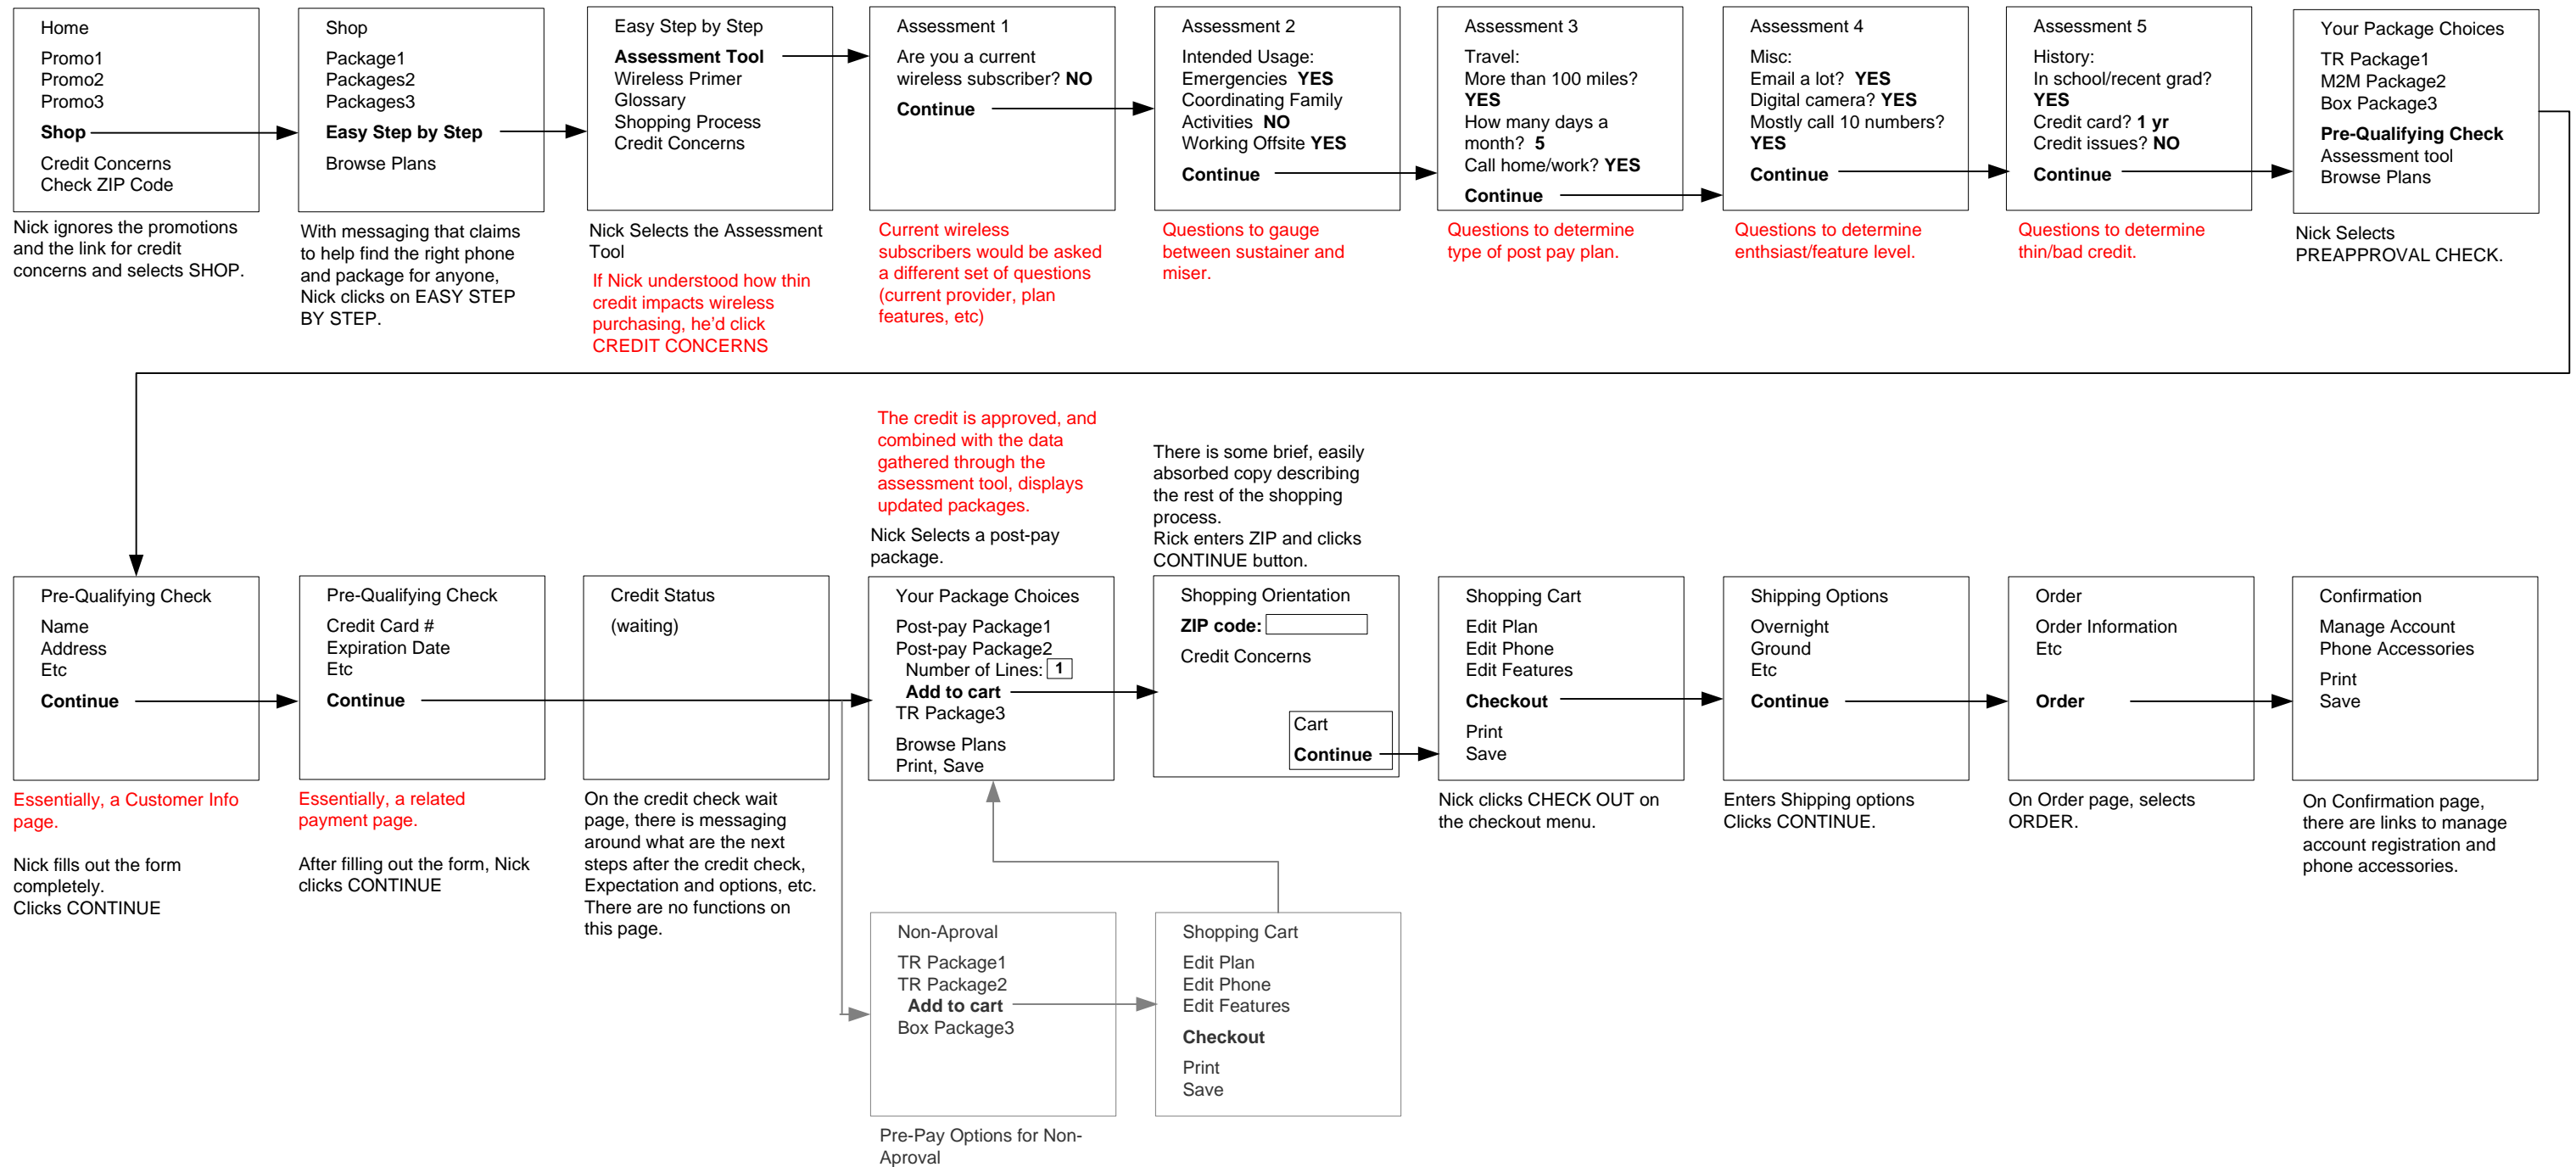 Home
Promo1
Promo2
Promo3
Shop
Credit Concerns
Check ZIP Code
Nick ignores the promotions
and the link for credit
concerns and selects SHOP.
Shop
Package1
Packages2
Packages3
Easy Step by Step
Browse Plans
With messaging that claims
to help find the right phone
and package for anyone,
Nick clicks on EASY STEP
BY STEP.
Easy Step by Step
Assessment Tool
Wireless Primer
Glossary
Shopping Process
Credit Concerns
Nick Selects the Assessment
Tool
If Nick understood how thin
credit impacts wireless
purchasing, he'd click
CREDIT CONCERNS
Assessment 1
Are you a current
wireless subscriber? NO
Continue
Current wireless
subscribers would be asked
a different set of questions
(current provider, plan
features, etc)
Assessment 2
Intended Usage:
Emergencies YES
Coordinating Family
Activities NO
Working Offsite YES
Continue
Questions to gauge
between sustainer and
miser.
Assessment 3
Travel:
More than 100 miles?
YES
How many days a
month? 5
Call home/work? YES
Continue
Questions to determine
type of post pay plan.
Assessment 4
Misc:
Email a lot? YES
Digital camera? YES
Mostly call 10 numbers?
YES
Continue
Questions to determine
enthsiast/feature level.
Assessment 5
History:
In school/recent grad?
YES
Credit card? 1 yr
Credit issues? NO
Continue
Questions to determine
thin/bad credit.
Your Package Choices
TR Package1
M2M Package2
Box Package3
Pre-Qualifying Check
Assessment tool
Browse Plans
Nick Selects
PREAPPROVAL CHECK.
Pre-Qualifying Check
Name
Address
Etc
Continue
Essentially, a Customer Info
page.
Nick fills out the form
completely.
Clicks CONTINUE
Pre-Qualifying Check
Credit Card #
Expiration Date
Etc
Continue
Essentially, a related
payment page.
After filling out the form, Nick
clicks CONTINUE
Credit Status
(waiting)
On the credit check wait
page, there is messaging
around what are the next
steps after the credit check,
Expectation and options, etc.
There are no functions on
this page.
The credit is approved, and
combined with the data
gathered through the
assessment tool, displays
updated packages.
Nick Selects a post-pay
package.
Your Package Choices
Post-pay Package1
Post-pay Package2
Number of Lines: 1
Add to cart
TR Package3
Browse Plans
Print, Save
There is some brief, easily
absorbed copy describing
the rest of the shopping
process.
Rick enters ZIP and clicks
CONTINUE button.
Shopping Orientation
ZIP code:
Credit Concerns
Cart
Continue
Shopping Cart
Edit Plan
Edit Phone
Edit Features
Checkout
Print
Save
Nick clicks CHECK OUT on
the checkout menu.
Shipping Options
Overnight
Ground
Etc
Continue
Enters Shipping options
Clicks CONTINUE.
Order
Order Information
Etc
Order
On Order page, selects
ORDER.
Confirmation
Manage Account
Phone Accessories
Print
Save
On Confirmation page,
there are links to manage
account registration and
phone accessories.
Non-Aproval
TR Package1
TR Package2
Add to cart
Box Package3
Pre-Pay Options for Non-
Aproval
Shopping Cart
Edit Plan
Edit Phone
Edit Features
Checkout
Print
Save